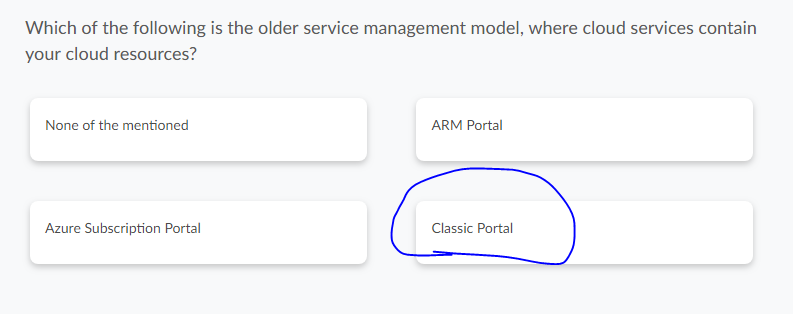 Which of the following is the older service management model, where cloud services contain
your cloud resources?
None of the mentioned
ARM Portal
Azure Subscription Portal
Classic Portal